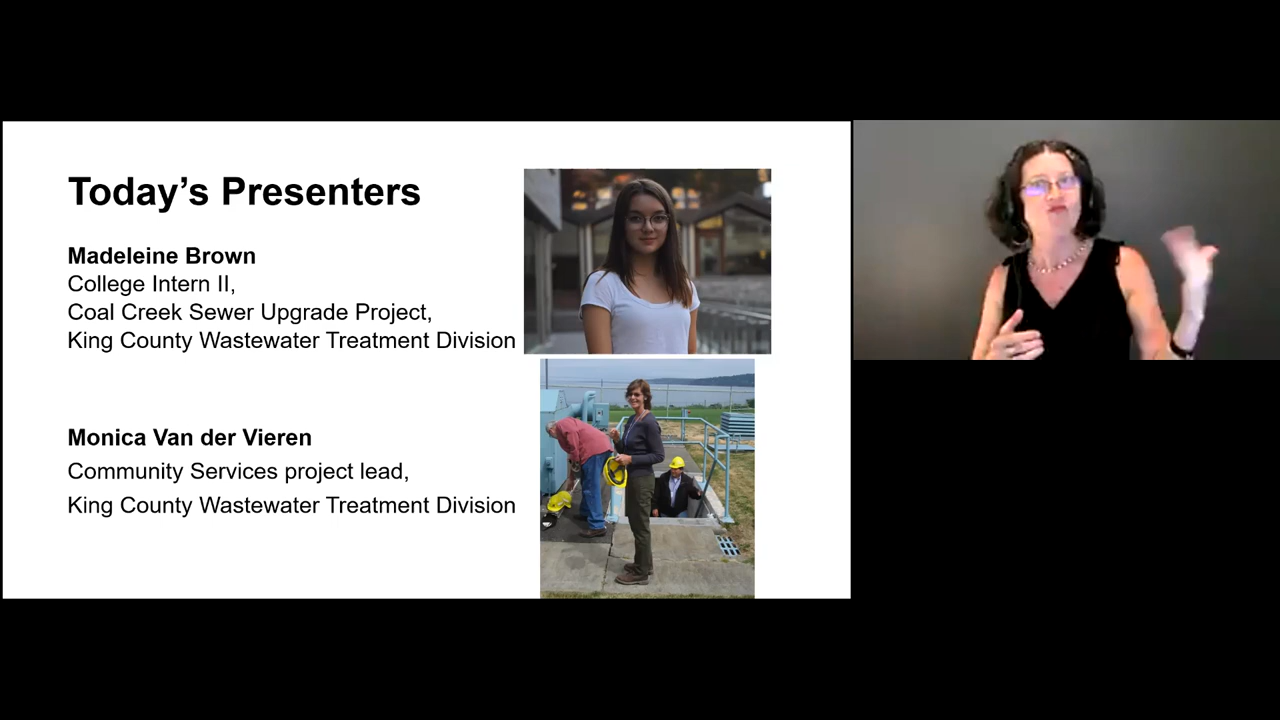 Today's Presenters
Madeleine Brown
College Intern II,
Coal Creek Sewer Upgrade Project,
King County Wastewater Treatment Division
Monica Van der Vieren
Community Services project lead,
King County Wastewater Treatment Division